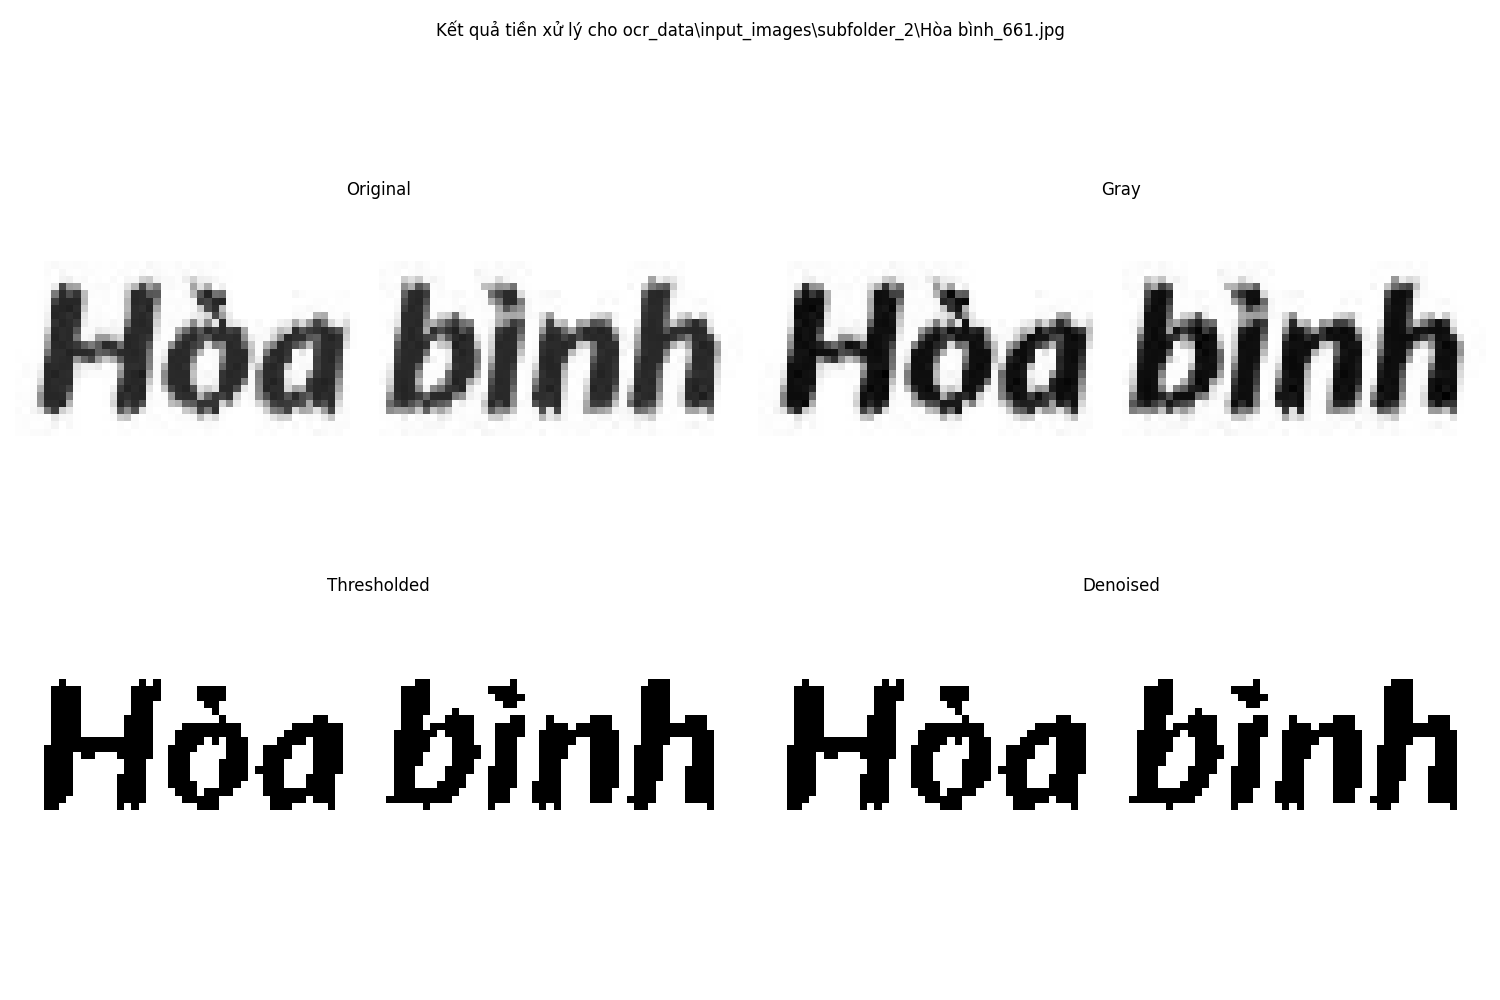 Kết quả tiền xử lý cho ocr_data\input_images\subfolder_2\Hòa bình_661.jpg
Original
Gray
Hòa bình
Hòa bình
Thresholded
Denoised
Hòa bình
Hòa bình